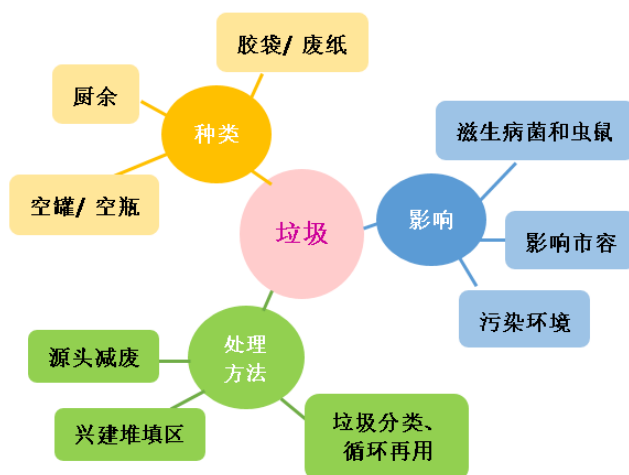 胶袋/ 废纸
厨余
种类
空罐/ 空瓶
垃圾
滋生病菌和虫鼠
影响
影响市容
污染环境
处理
方法
源头减废
兴建堆填区
垃圾分类、
循环再用